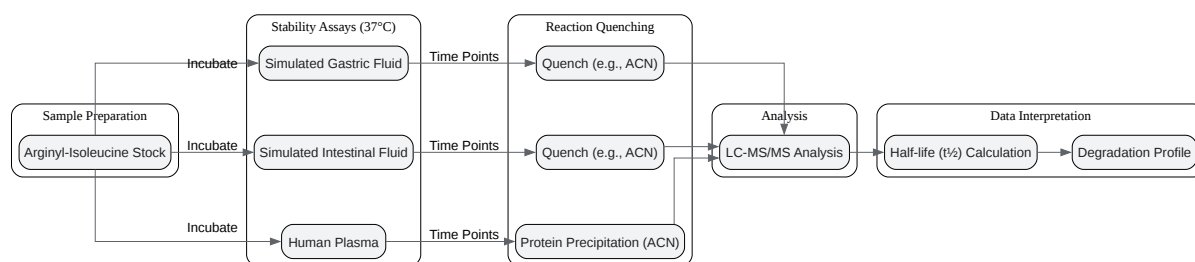 Stability Assays (37°C)
Reaction Quenching
Incubate
Simulated Gastric Fluid
Time Points
Quench (e.g., ACN)
Sample Preparation
Analysis
Data Interpretation
Arginyl-Isoleucine Stock
Incubate
Simulated Intestinal Fluid
Time Points
Quench (e.g., ACN)
LC-MS/MS Analysis
Half-life (t½) Calculation
Degradation Profile
Incubate
Human Plasma
Time Points
Protein Precipitation (ACN)